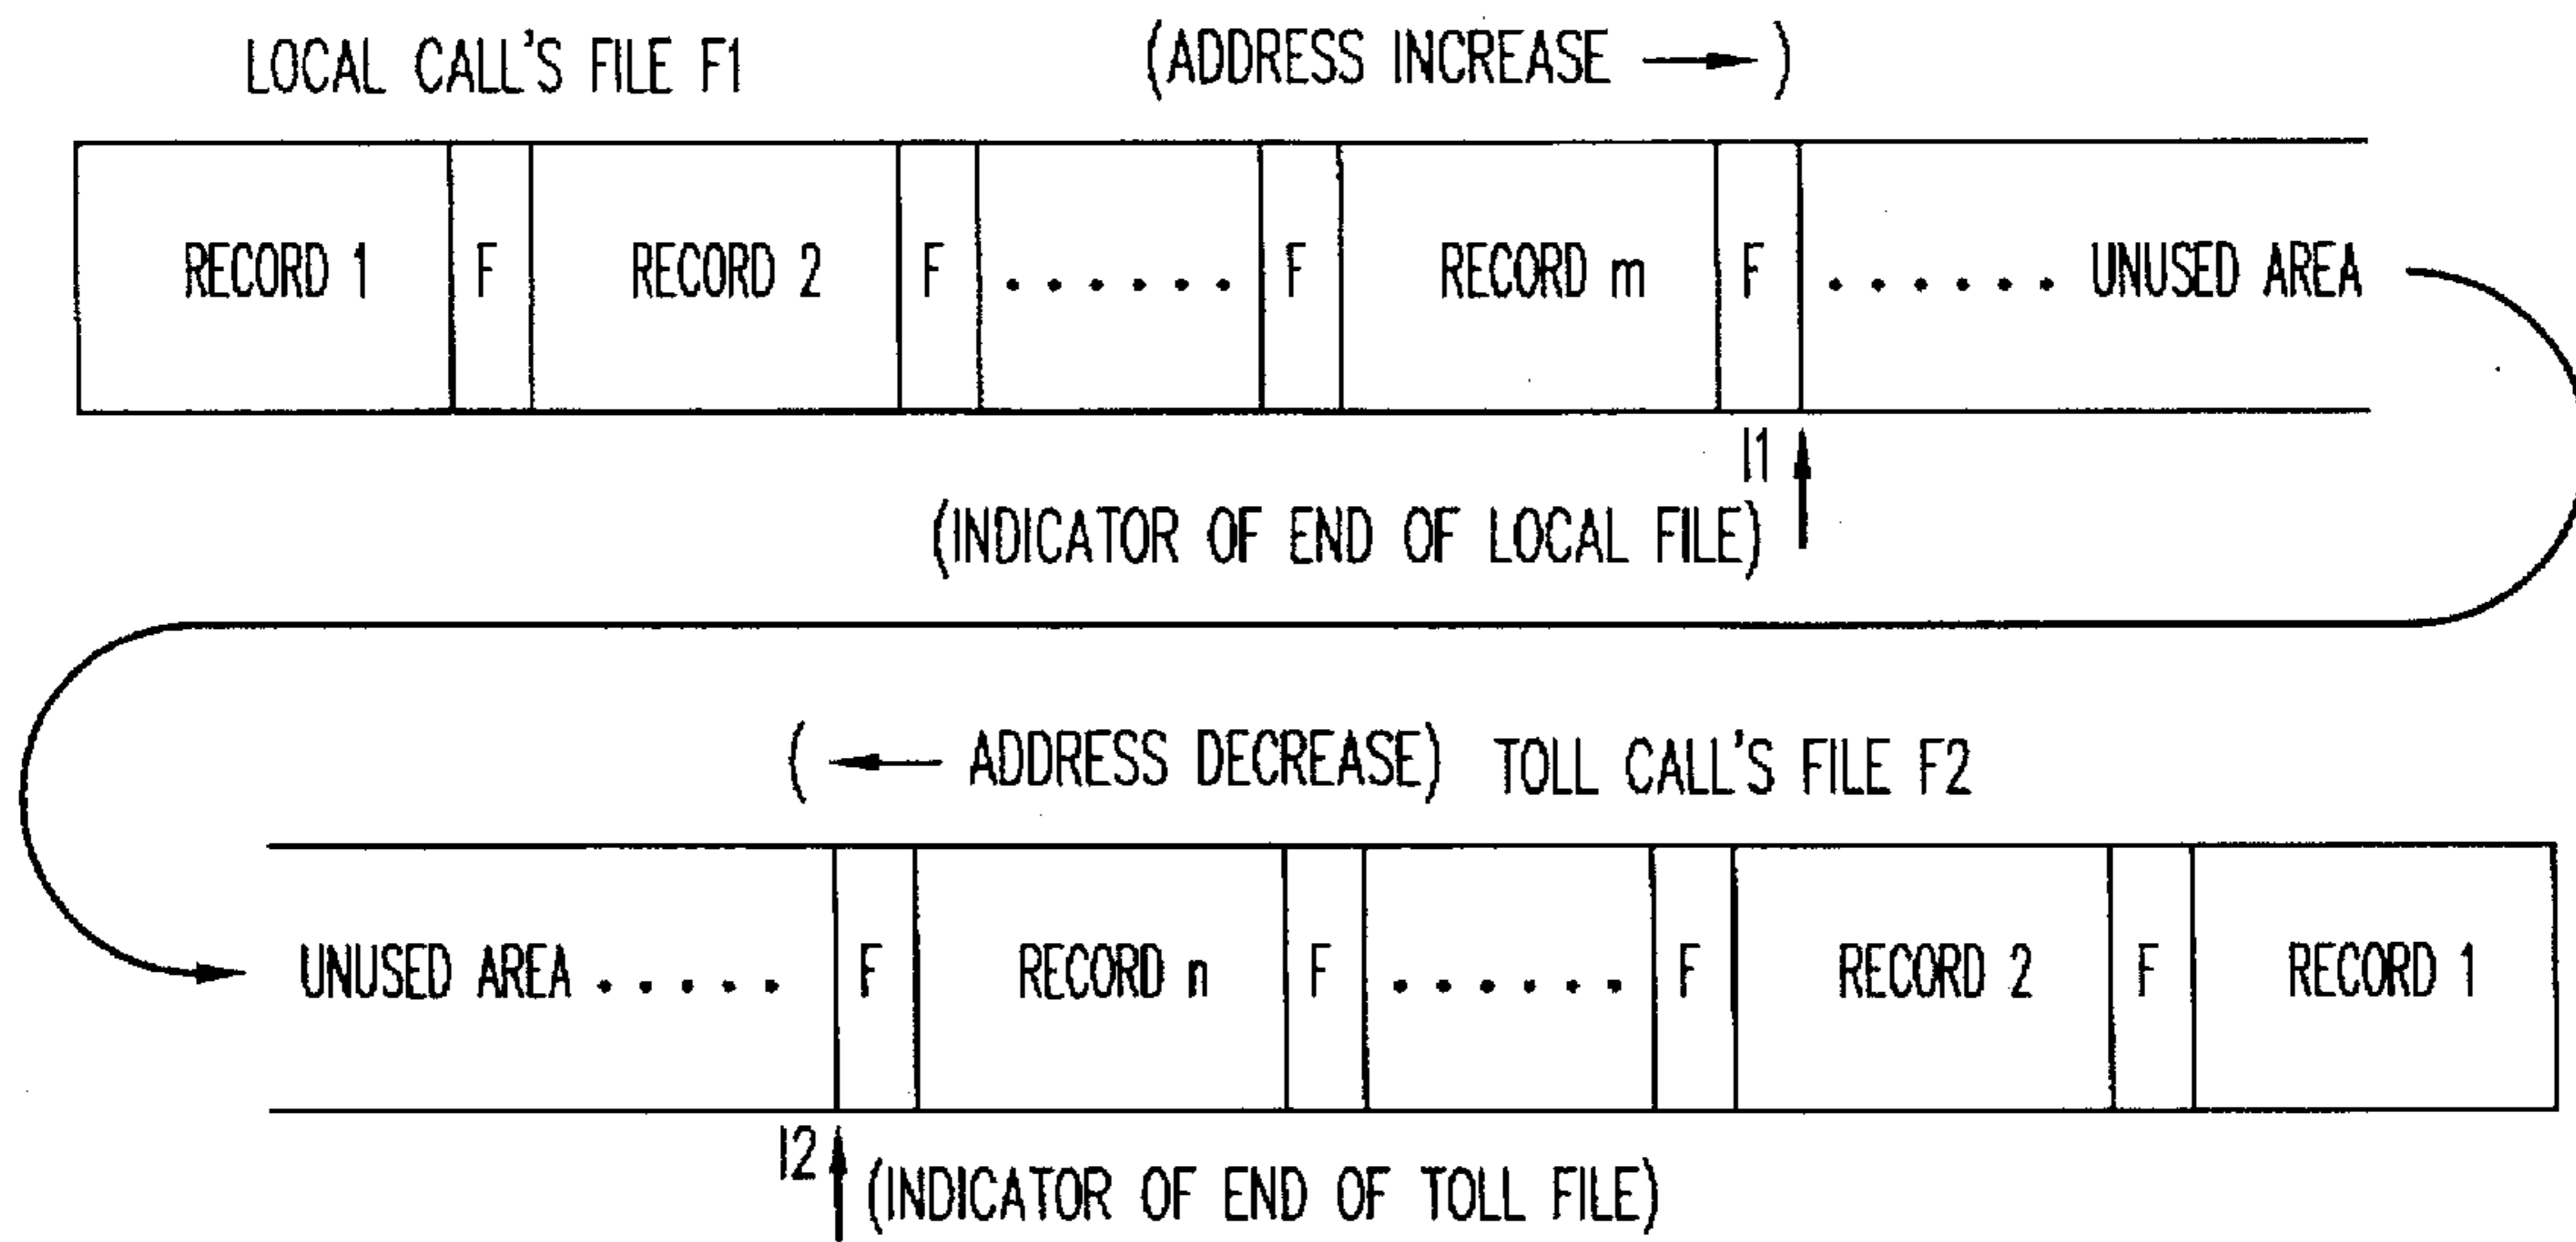 LOCAL CALL'S FILE F1 (ADDRESS INCREASE → )
RECORD 1 F RECORD 2 F ...... F RECORD m F ...... UNUSED AREA
I1
(INDICATOR OF END OF LOCAL FILE)
( ← ADDRESS DECREASE) TOLL CALL'S FILE F2
UNUSED AREA ..... F RECORD n F ...... F RECORD 2 F RECORD 1
I2 (INDICATOR OF END OF TOLL FILE)